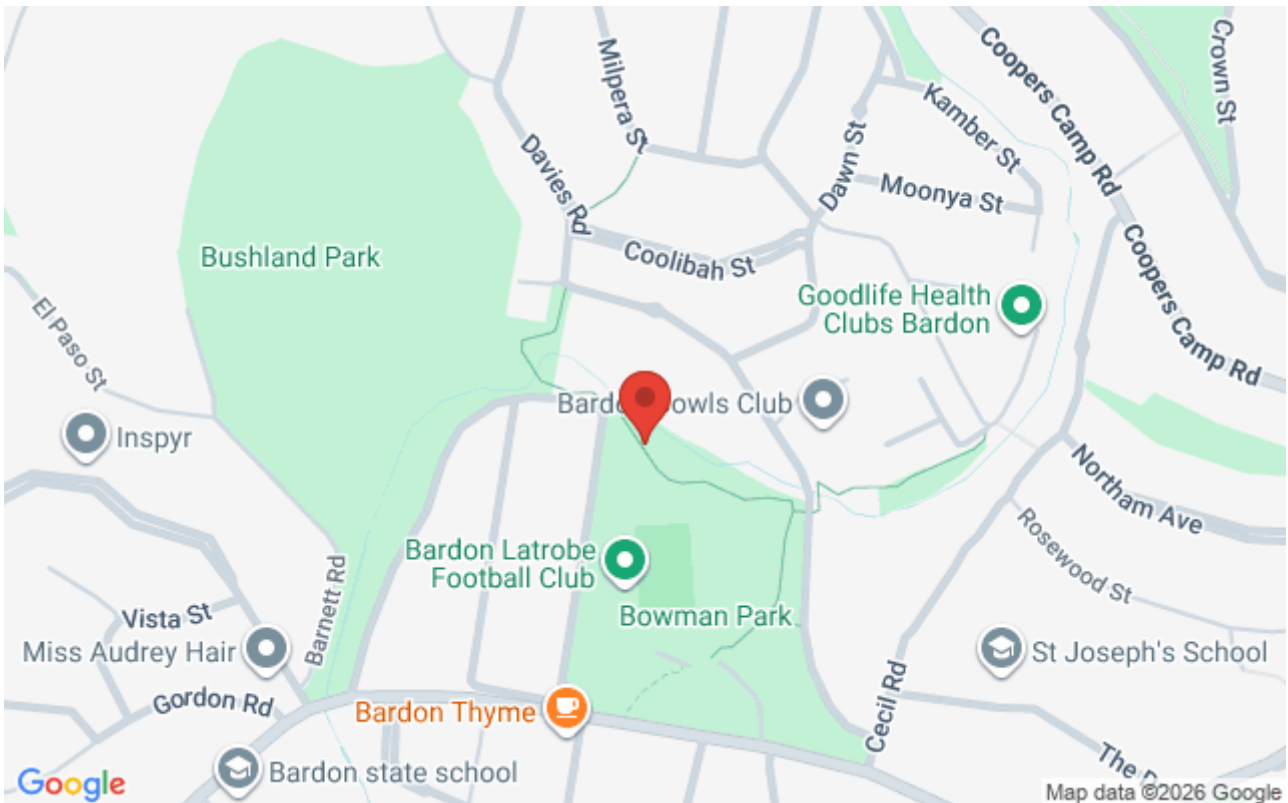 Milpera St
Davies Rd
Dawn St
Kamber St
Moonya St
Coopers Camp Rd
Crown St
Coopers Camp Rd
Coolibah St
Bushland Park
Goodlife Health
Clubs Bardon
El Paso St
Inspyr
Bowls Club
Northam Ave
Rosewood St
Bardon Latrobe
Football Club
Bowman Park
Barnett Rd
Vista St
Miss Audrey Hair
Gordon Rd
St Joseph's School
Cecil Rd
Bardon Thyme
Bardon state school
Google
Map data ©2026 Google